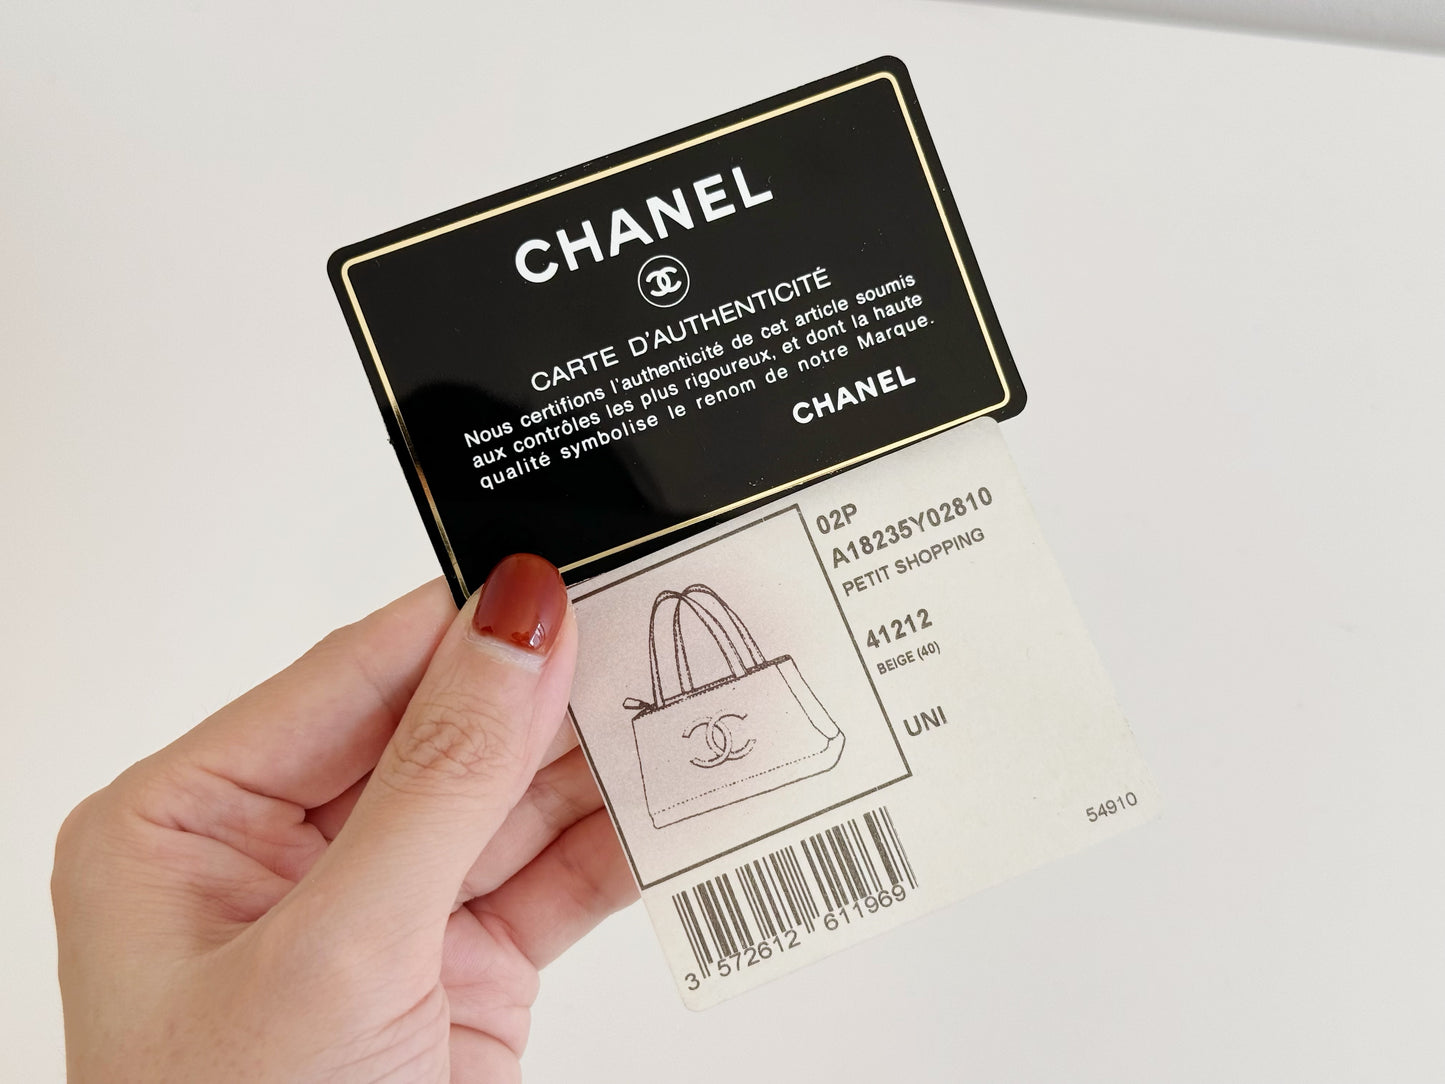 CHANEL
CARTE D'AUTHENTICITÉ
Nous certifions l'authenticité de cet article soumis
aux contrôles les plus rigoureux, et dont la haute
qualité symbolise le renom de notre Marque.
CHANEL
02P
A18235Y02810
PETIT SHOPPING
41212
BEIGE (40)
UNI
54910
3 572612 611969